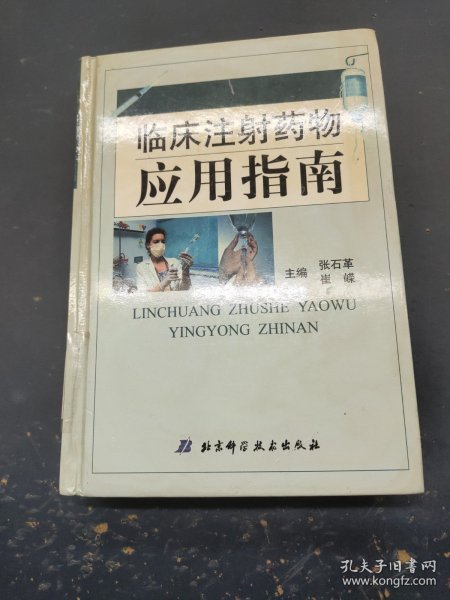 临床注射药物
应用指南
主编 张石革
崔嵘
LINCHUANG ZHUSHE YAOWU
YINGYONG ZHINAN
北京科学技术出版社
孔夫子旧书网
www.kongfz.com